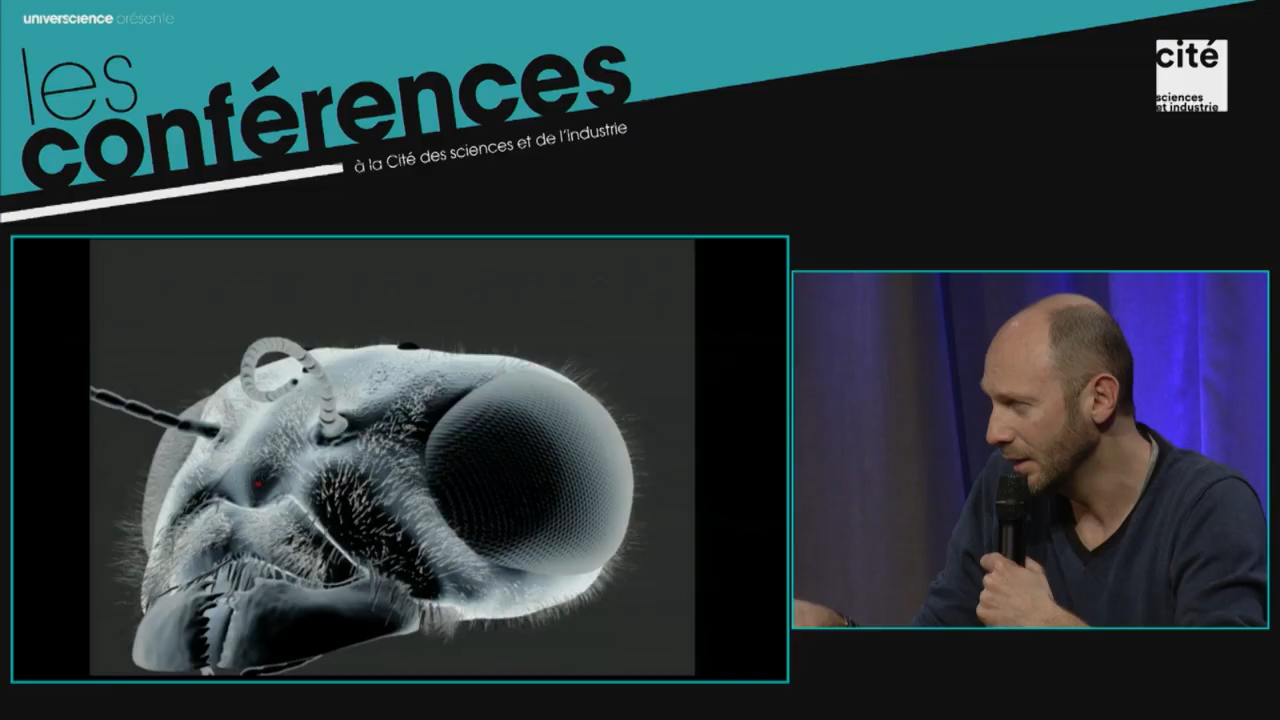 universcience présente
les
conférences
à la Cité des sciences et de l'industrie
cité
sciences
et industrie